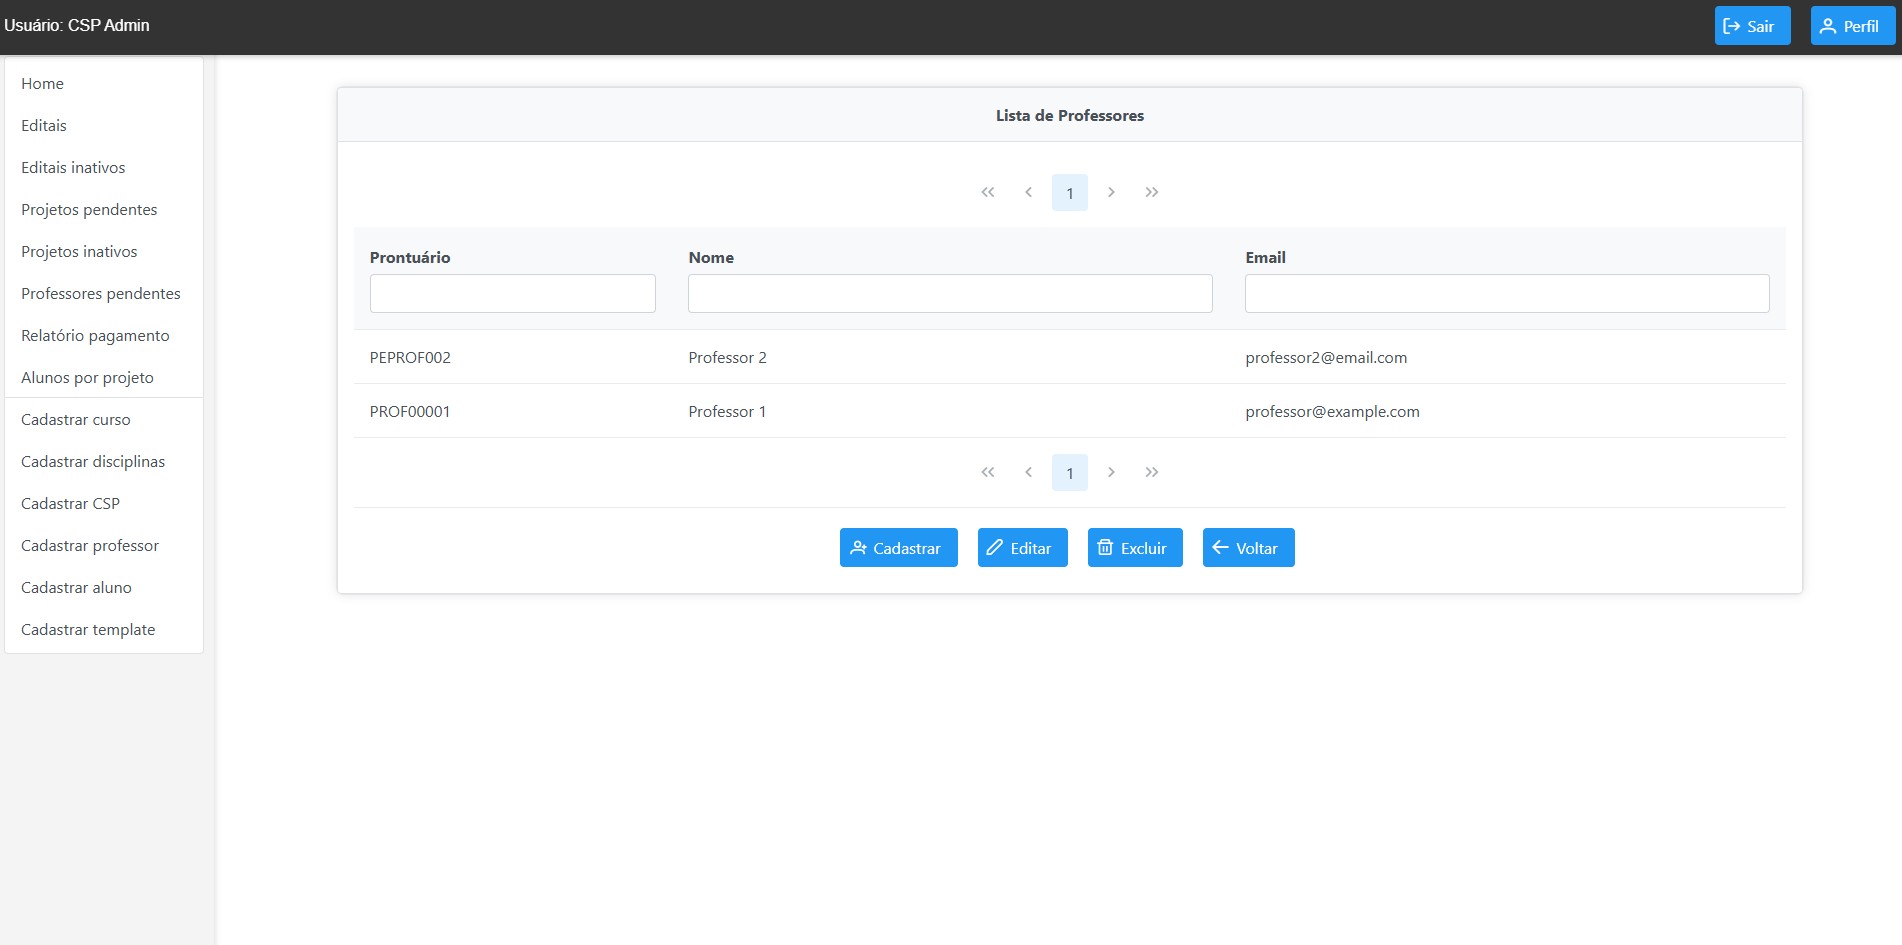 Usuário: CSP Admin
Sair
Perfil
Home
Editais
Editais inativos
Projetos pendentes
Projetos inativos
Professores pendentes
Relatório pagamento
Alunos por projeto
Cadastrar curso
Cadastrar disciplinas
Cadastrar CSP
Cadastrar professor
Cadastrar aluno
Cadastrar template
Lista de Professores
1
Prontuário Nome Email
PEPROF002 Professor 2 professor2@email.com
PROF00001 Professor 1 professor@example.com
1
Cadastrar Editar Excluir Voltar